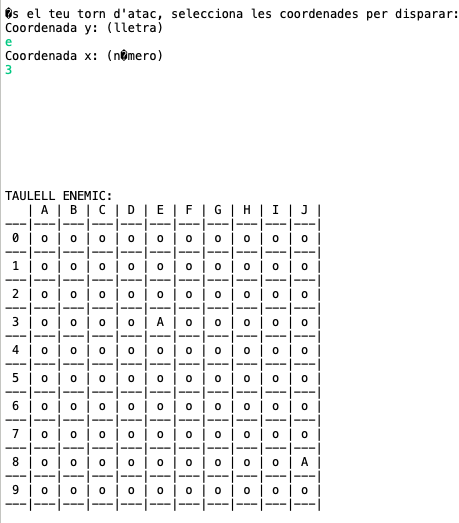 �s el teu torn d'atac, selecciona les coordenades per disparar:
Coordenada y: (lletra)
e
Coordenada x: (n�mero)
3
TAULELL ENEMIC:
   | A | B | C | D | E | F | G | H | I | J |
---|---|---|---|---|---|---|---|---|---|---|
 0 | o | o | o | o | o | o | o | o | o | o |
---|---|---|---|---|---|---|---|---|---|---|
 1 | o | o | o | o | o | o | o | o | o | o |
---|---|---|---|---|---|---|---|---|---|---|
 2 | o | o | o | o | o | o | o | o | o | o |
---|---|---|---|---|---|---|---|---|---|---|
 3 | o | o | o | o | A | o | o | o | o | o |
---|---|---|---|---|---|---|---|---|---|---|
 4 | o | o | o | o | o | o | o | o | o | o |
---|---|---|---|---|---|---|---|---|---|---|
 5 | o | o | o | o | o | o | o | o | o | o |
---|---|---|---|---|---|---|---|---|---|---|
 6 | o | o | o | o | o | o | o | o | o | o |
---|---|---|---|---|---|---|---|---|---|---|
 7 | o | o | o | o | o | o | o | o | o | o |
---|---|---|---|---|---|---|---|---|---|---|
 8 | o | o | o | o | o | o | o | o | o | A |
---|---|---|---|---|---|---|---|---|---|---|
 9 | o | o | o | o | o | o | o | o | o | o |
---|---|---|---|---|---|---|---|---|---|---|